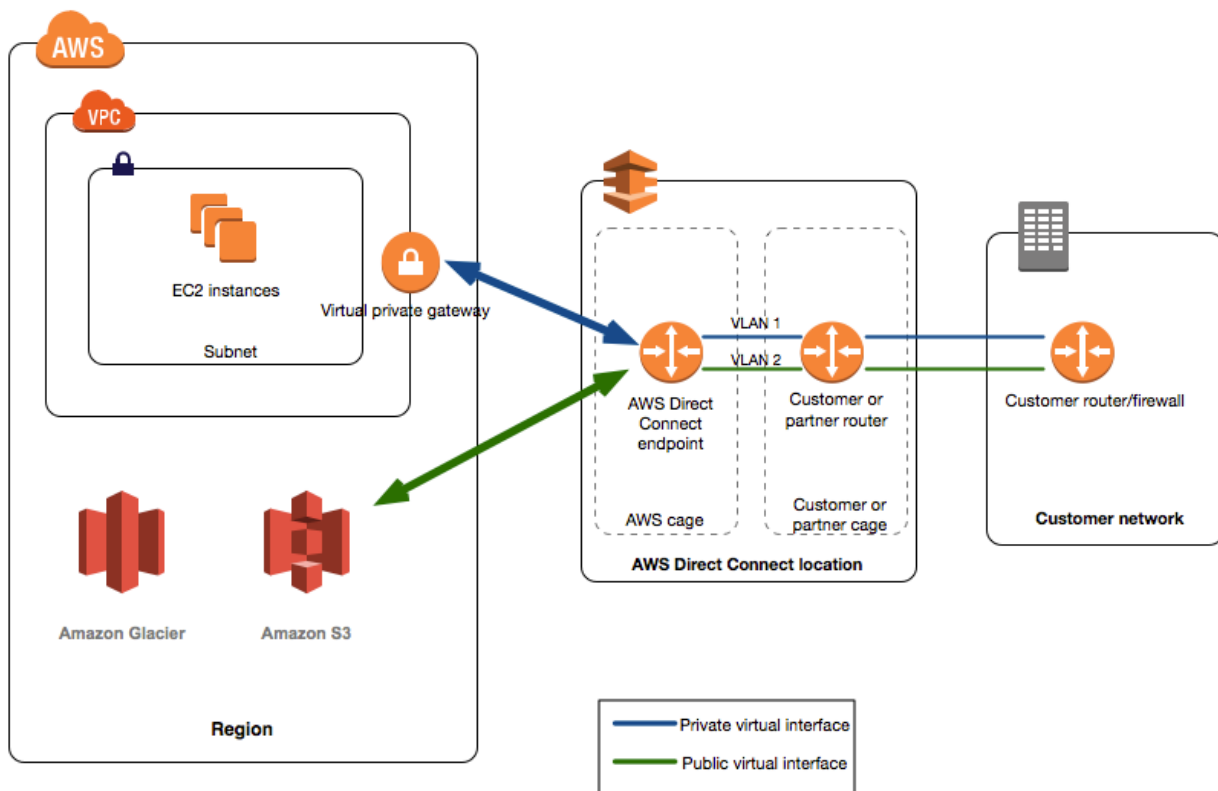 AWS
VPC
EC2 instances
Virtual private gateway
Subnet
VLAN 1
VLAN 2
AWS Direct
Connect
endpoint
Customer or
partner router
Customer router/firewall
AWS cage
Customer or
partner cage
Customer network
AWS Direct Connect location
Amazon Glacier
Amazon S3
Region
Private virtual interface
Public virtual interface